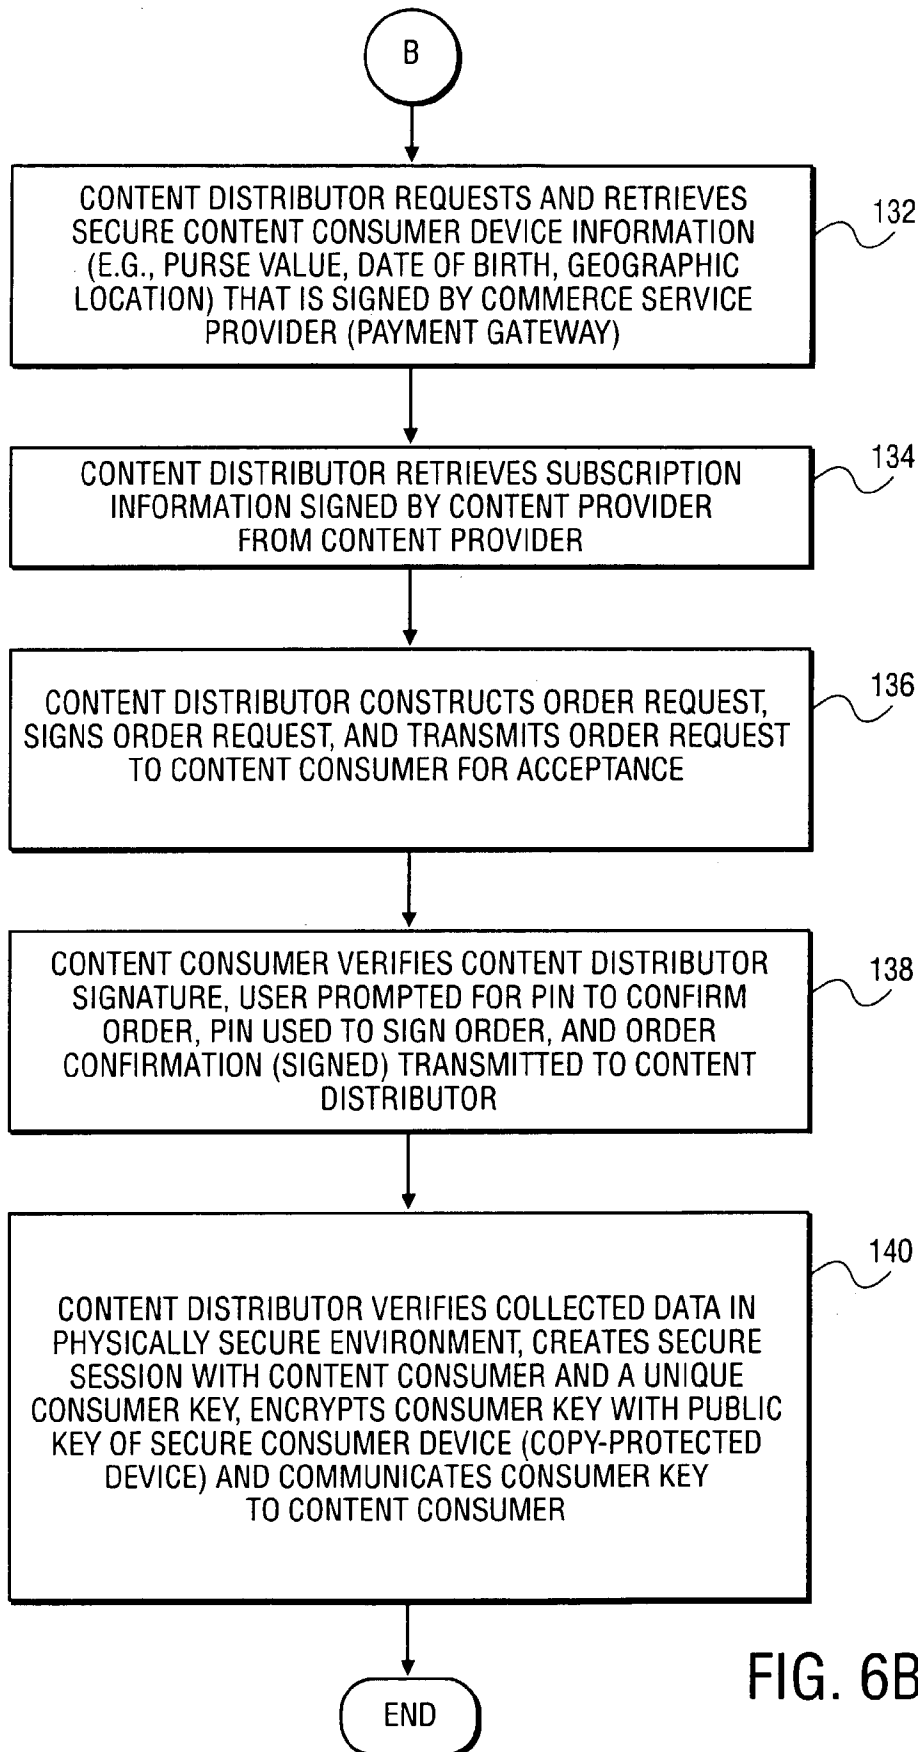 B
CONTENT DISTRIBUTOR REQUESTS AND RETRIEVES
SECURE CONTENT CONSUMER DEVICE INFORMATION
(E.G., PURSE VALUE, DATE OF BIRTH, GEOGRAPHIC
LOCATION) THAT IS SIGNED BY COMMERCE SERVICE
PROVIDER (PAYMENT GATEWAY)
132
CONTENT DISTRIBUTOR RETRIEVES SUBSCRIPTION
INFORMATION SIGNED BY CONTENT PROVIDER
FROM CONTENT PROVIDER
134
CONTENT DISTRIBUTOR CONSTRUCTS ORDER REQUEST,
SIGNS ORDER REQUEST, AND TRANSMITS ORDER REQUEST
TO CONTENT CONSUMER FOR ACCEPTANCE
136
CONTENT CONSUMER VERIFIES CONTENT DISTRIBUTOR
SIGNATURE, USER PROMPTED FOR PIN TO CONFIRM
ORDER, PIN USED TO SIGN ORDER, AND ORDER
CONFIRMATION (SIGNED) TRANSMITTED TO CONTENT
DISTRIBUTOR
138
CONTENT DISTRIBUTOR VERIFIES COLLECTED DATA IN
PHYSICALLY SECURE ENVIRONMENT, CREATES SECURE
SESSION WITH CONTENT CONSUMER AND A UNIQUE
CONSUMER KEY, ENCRYPTS CONSUMER KEY WITH PUBLIC
KEY OF SECURE CONSUMER DEVICE (COPY-PROTECTED
DEVICE) AND COMMUNICATES CONSUMER KEY
TO CONTENT CONSUMER
140
END
FIG. 6B